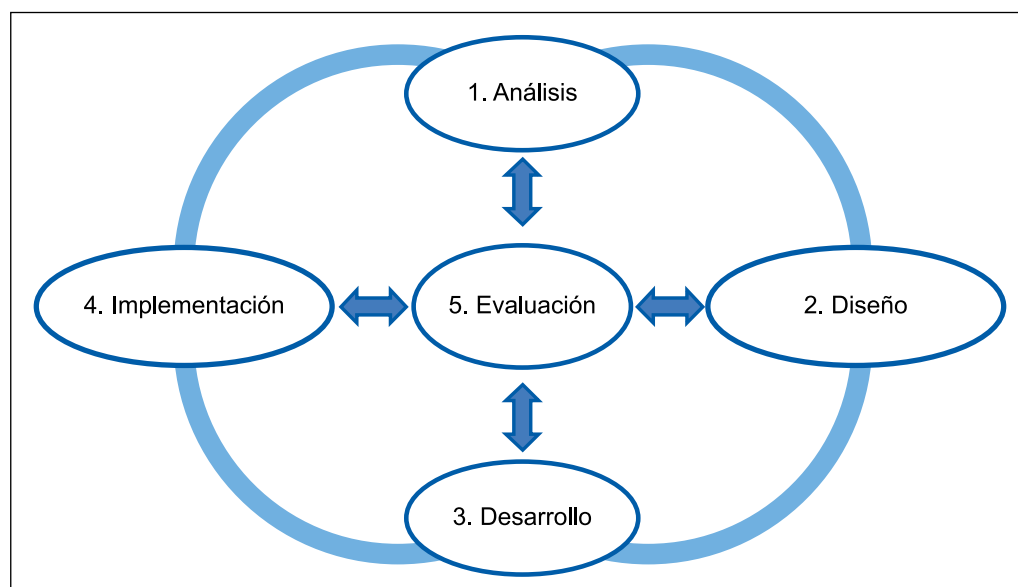 1. Análisis
4. Implementación
5. Evaluación
2. Diseño
3. Desarrollo